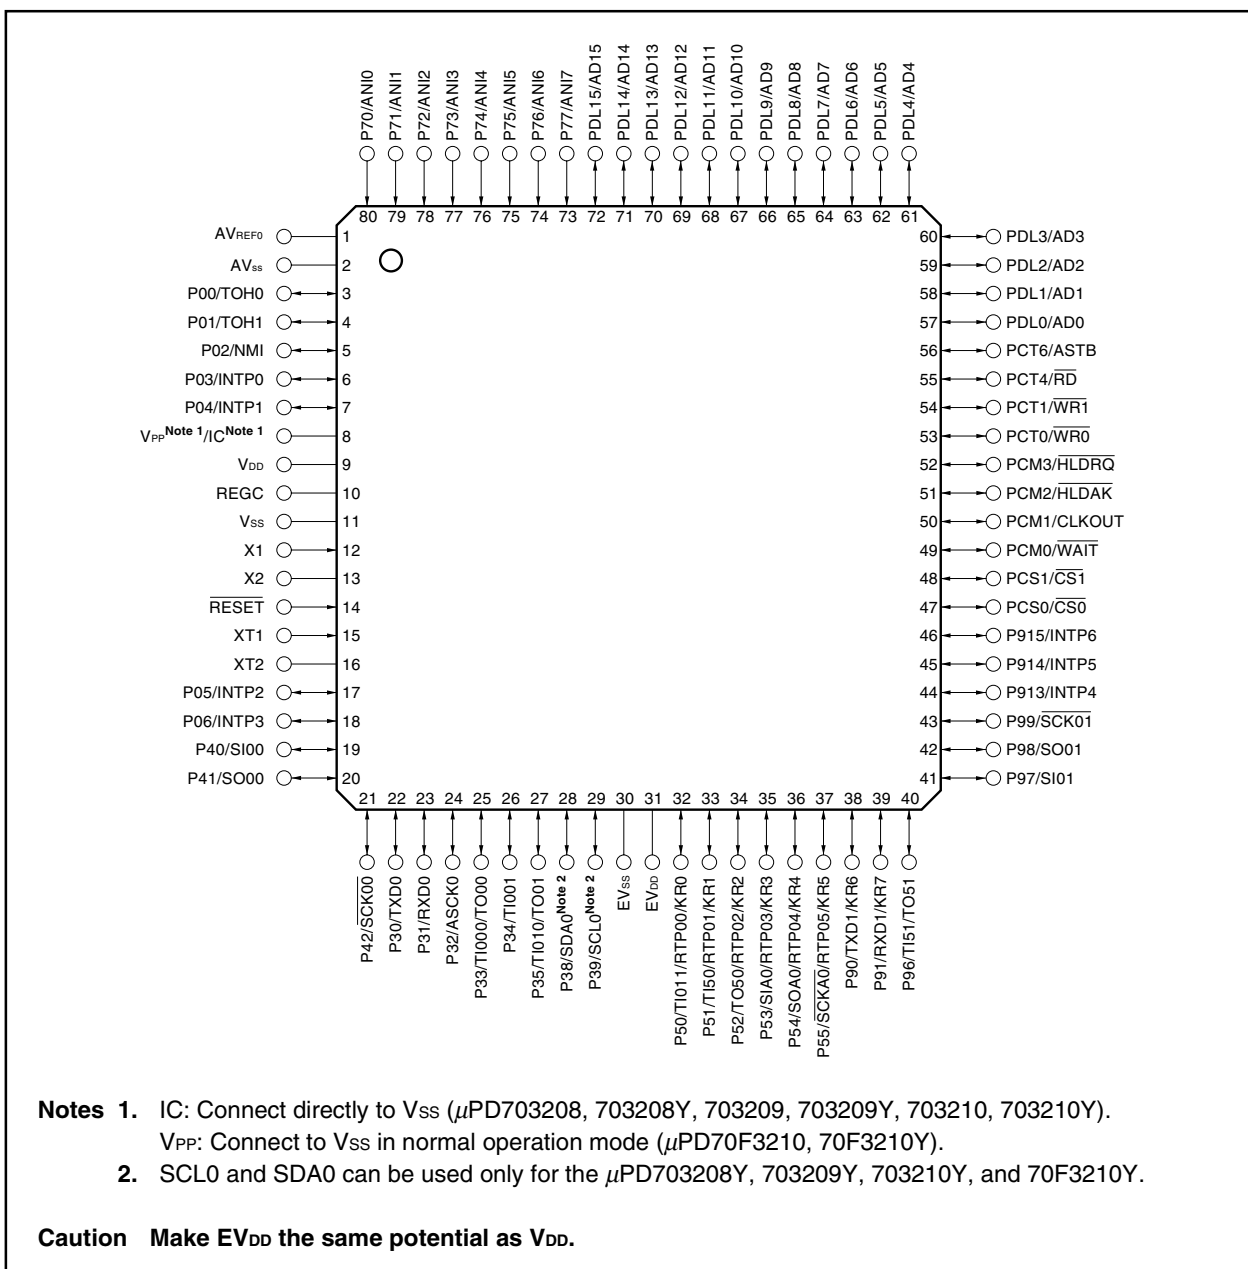 P70/ANI0
P71/ANI1
P72/ANI2
P73/ANI3
P74/ANI4
P75/ANI5
P76/ANI6
P77/ANI7
PDL15/AD15
PDL14/AD14
PDL13/AD13
PDL12/AD12
PDL11/AD11
PDL10/AD10
PDL9/AD9
PDL8/AD8
PDL7/AD7
PDL6/AD6
PDL5/AD5
PDL4/AD4
80 79 78 77 76 75 74 73 72 71 70 69 68 67 66 65 64 63 62 61
AVREF0 1
AVSS 2
P00/TOH0 3
P01/TOH1 4
P02/NMI 5
P03/INTP0 6
P04/INTP1 7
VPPNote 1/ICNote 1 8
VDD 9
REGC 10
VSS 11
X1 12
X2 13
RESET 14
XT1 15
XT2 16
P05/INTP2 17
P06/INTP3 18
P40/SI00 19
P41/SO00 20
60 PDL3/AD3
59 PDL2/AD2
58 PDL1/AD1
57 PDL0/AD0
56 PCT6/ASTB
55 PCT4/RD
54 PCT1/WR1
53 PCT0/WR0
52 PCM3/HLDRQ
51 PCM2/HLDAK
50 PCM1/CLKOUT
49 PCM0/WAIT
48 PCS1/CS1
47 PCS0/CS0
46 P915/INTP6
45 P914/INTP5
44 P913/INTP4
43 P99/SCK01
42 P98/SO01
41 P97/SI01
21 22 23 24 25 26 27 28 29 30 31 32 33 34 35 36 37 38 39 40
P42/SCK00
P30/TXD0
P31/RXD0
P32/ASCK0
P33/TI000/TO00
P34/TI001
P35/TI010/TO01
P38/SDA0Note 2
P39/SCL0Note 2
EVSS
EVDD
P50/TI011/RTP00/KR0
P51/TI50/RTP01/KR1
P52/TO50/RTP02/KR2
P53/SIA0/RTP03/KR3
P54/SOA0/RTP04/KR4
P55/SCKA0/RTP05/KR5
P90/TXD1/KR6
P91/RXD1/KR7
P96/TI51/TO51
Notes 1. IC: Connect directly to VSS (μPD703208, 703208Y, 703209, 703209Y, 703210, 703210Y).
VPP: Connect to VSS in normal operation mode (μPD70F3210, 70F3210Y).
2. SCL0 and SDA0 can be used only for the μPD703208Y, 703209Y, 703210Y, and 70F3210Y.
Caution Make EVDD the same potential as VDD.